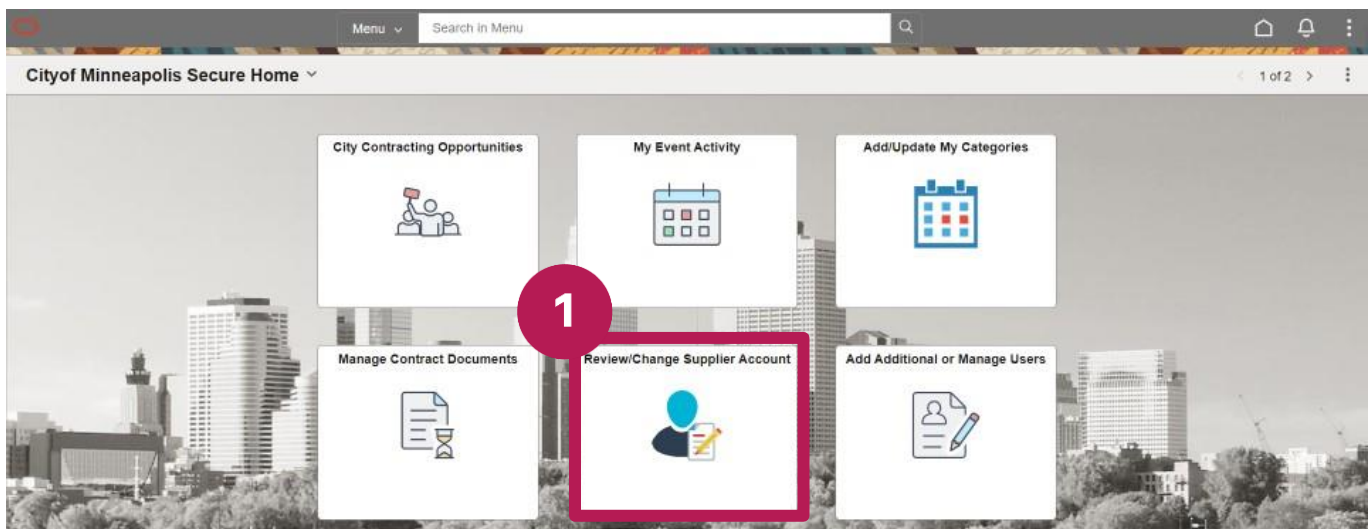 Menu
Search in Menu
Cityof Minneapolis Secure Home
1 of 2
City Contracting Opportunities
My Event Activity
Add/Update My Categories
1
Manage Contract Documents
Review/Change Supplier Account
Add Additional or Manage Users